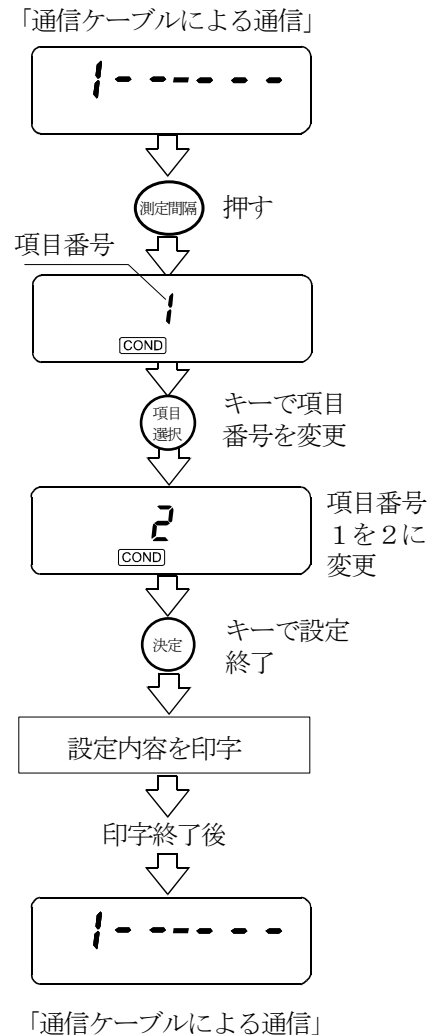 「通信ケーブルによる通信」
1------
測定間隔 押す
項目番号
1
COND
項目
選択
キーで項目
番号を変更
2
COND
項目番号
1を2に
変更
決定
キーで設定
終了
設定内容を印字
印字終了後
1------
「通信ケーブルによる通信」